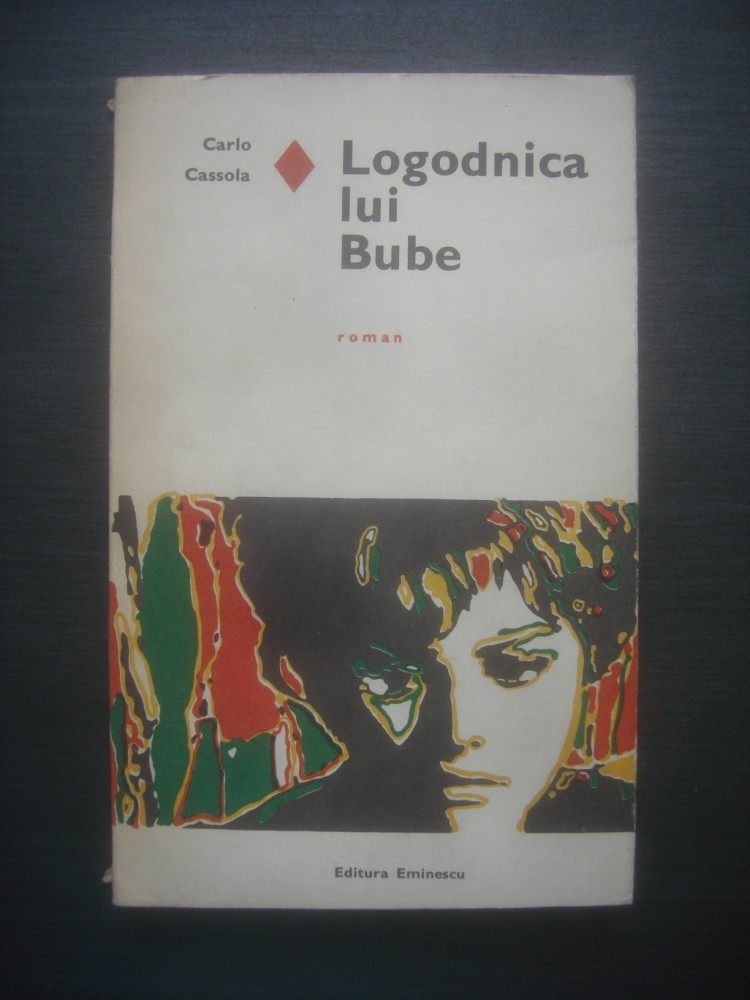 Carlo
Cassola
Logodnica
lui
Bube
roman
Editura Eminescu